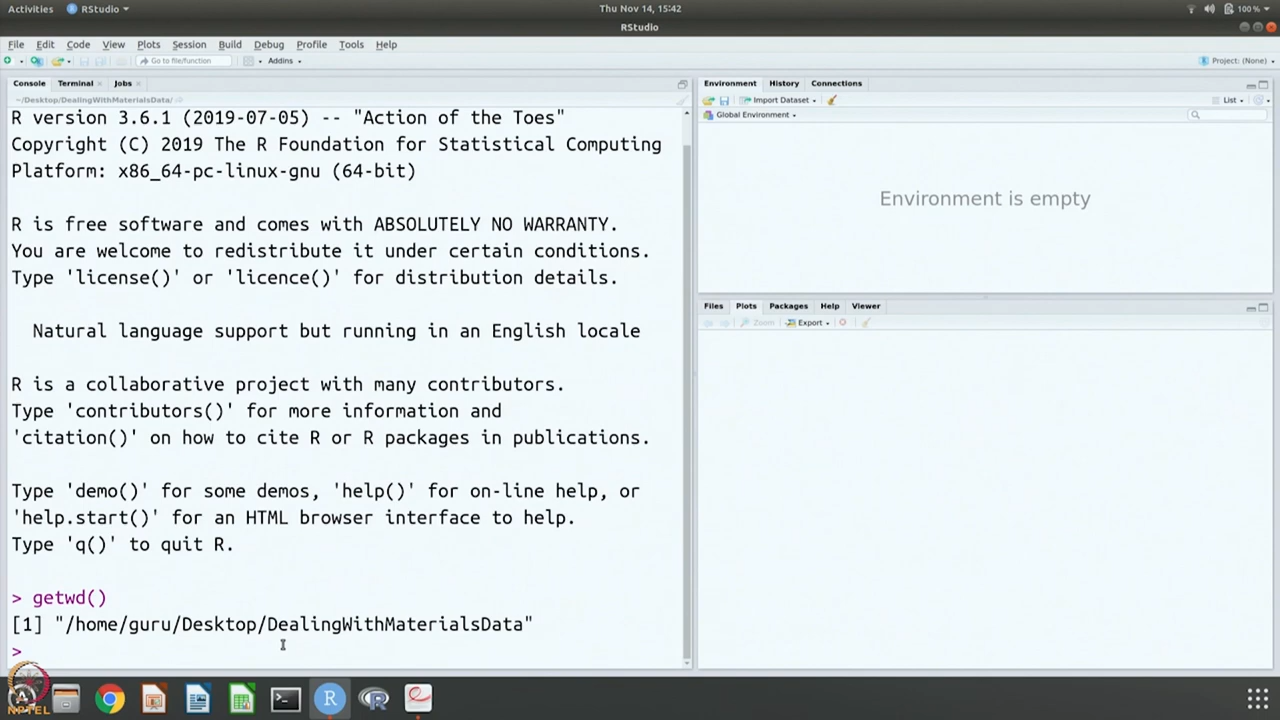 Activities RStudio Thu Nov 14, 15:42 100 %
RStudio
File Edit Code View Plots Session Build Debug Profile Tools Help
Go to file/function Addins Project: (None)
Console Terminal Jobs
~/Desktop/DealingWithMaterialsData/
R version 3.6.1 (2019-07-05) -- "Action of the Toes"
Copyright (C) 2019 The R Foundation for Statistical Computing
Platform: x86_64-pc-linux-gnu (64-bit)
R is free software and comes with ABSOLUTELY NO WARRANTY.
You are welcome to redistribute it under certain conditions.
Type 'license()' or 'licence()' for distribution details.
Natural language support but running in an English locale
R is a collaborative project with many contributors.
Type 'contributors()' for more information and
'citation()' on how to cite R or R packages in publications.
Type 'demo()' for some demos, 'help()' for on-line help, or
'help.start()' for an HTML browser interface to help.
Type 'q()' to quit R.
> getwd()
[1] "/home/guru/Desktop/DealingWithMaterialsData"
>
Environment History Connections
Import Dataset List
Global Environment
Environment is empty
Files Plots Packages Help Viewer
Zoom Export
NPTEL